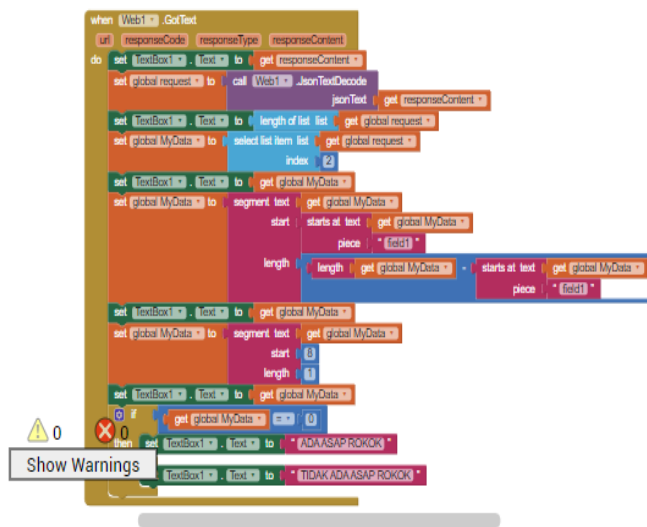 when Web1 .GotText
url responseCode responseType responseContent
do set TextBox1 . Text to get responseContent
set global request to call Web1 .JsonTextDecode
jsonText get responseContent
set TextBox1 . Text to length of list list get global request
set global MyData to select list item list get global request
index 2
set TextBox1 . Text to get global MyData
set global MyData to segment text get global MyData
start starts at text get global MyData
piece " field1 "
length length get global MyData - starts at text get global MyData
piece " field1 "
set TextBox1 . Text to get global MyData
set global MyData to segment text get global MyData
start 8
length 1
set TextBox1 . Text to get global MyData
if get global MyData = 0
then set TextBox1 . Text to " ADA ASAP ROKOK "
set TextBox1 . Text to " TIDAK ADA ASAP ROKOK "
0 0
Show Warnings